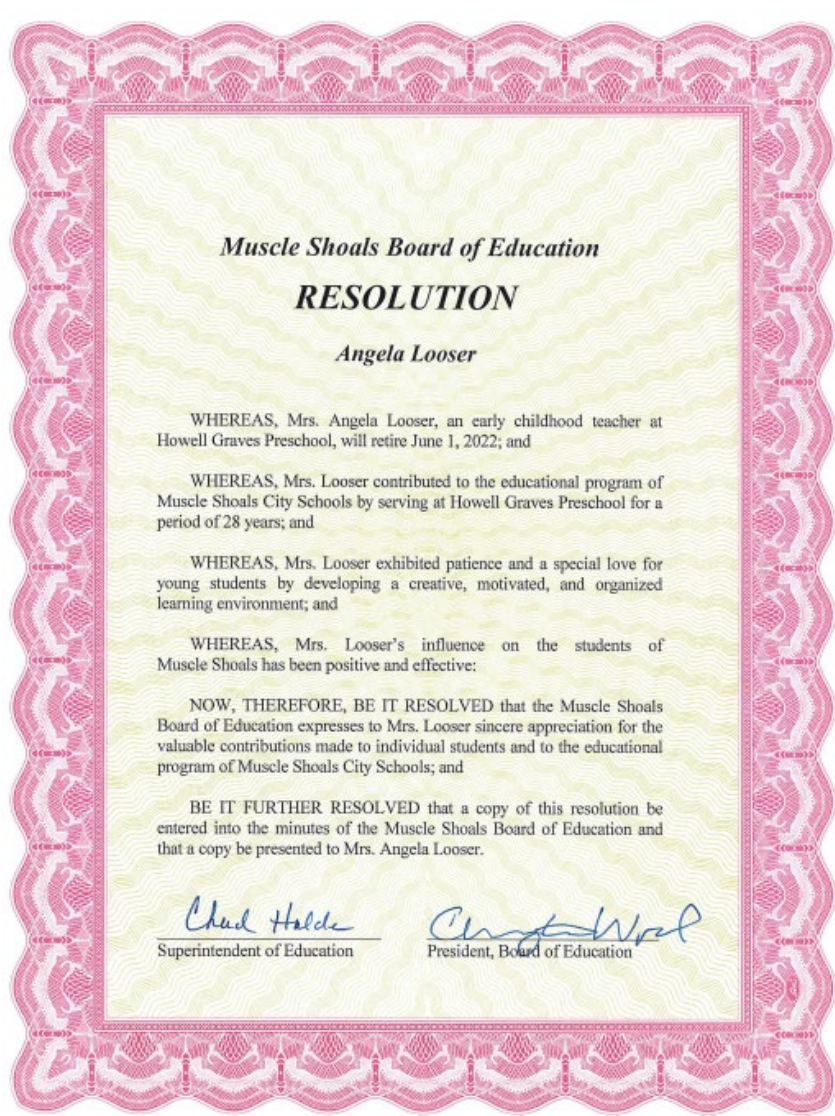 Muscle Shoals Board of Education
RESOLUTION
Angela Looser
WHEREAS, Mrs. Angela Looser, an early childhood teacher at
Howell Graves Preschool, will retire June 1, 2022; and
WHEREAS, Mrs. Looser contributed to the educational program of
Muscle Shoals City Schools by serving at Howell Graves Preschool for a
period of 28 years; and
WHEREAS, Mrs. Looser exhibited patience and a special love for
young students by developing a creative, motivated, and organized
learning environment; and
WHEREAS, Mrs. Looser's influence on the students of
Muscle Shoals has been positive and effective:
NOW, THEREFORE, BE IT RESOLVED that the Muscle Shoals
Board of Education expresses to Mrs. Looser sincere appreciation for the
valuable contributions made to individual students and to the educational
program of Muscle Shoals City Schools; and
BE IT FURTHER RESOLVED that a copy of this resolution be
entered into the minutes of the Muscle Shoals Board of Education and
that a copy be presented to Mrs. Angela Looser.
Chad
Superintendent of Education
President, Board of Education